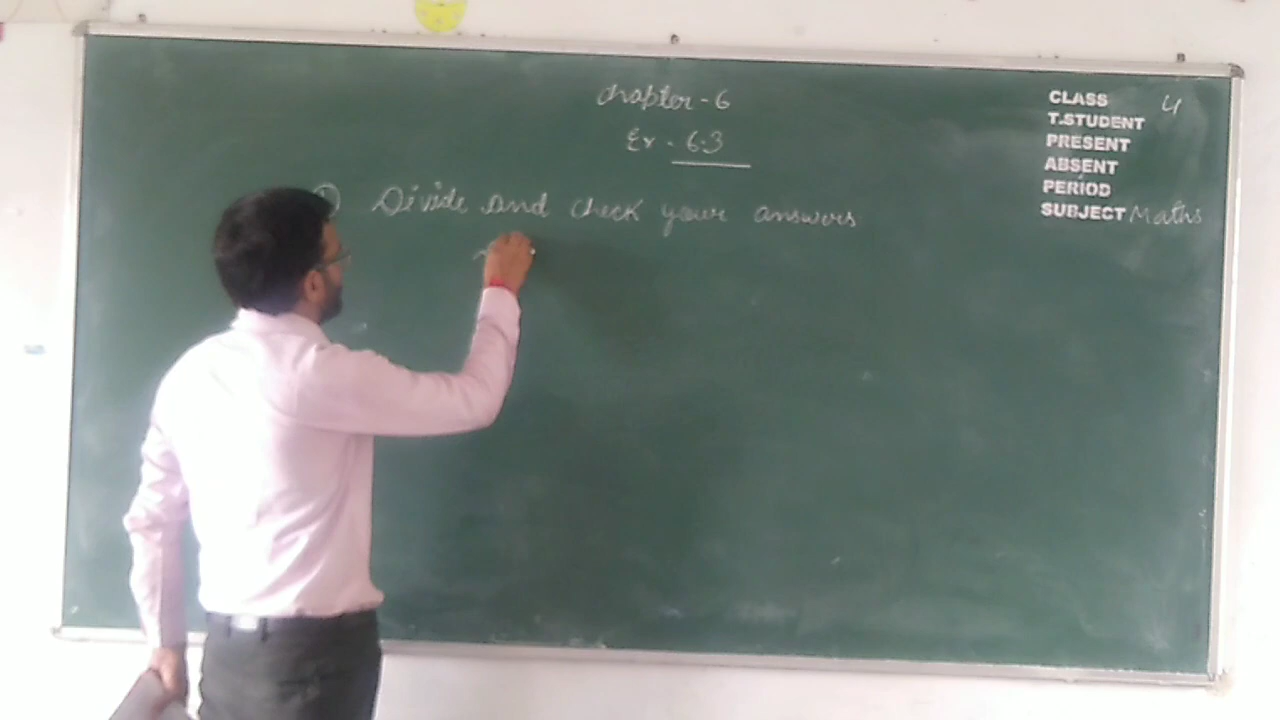 chapter-6
Ex - 6.3
Divide and check your answers
CLASS 4
T.STUDENT
PRESENT
ABSENT
PERIOD
SUBJECT Maths